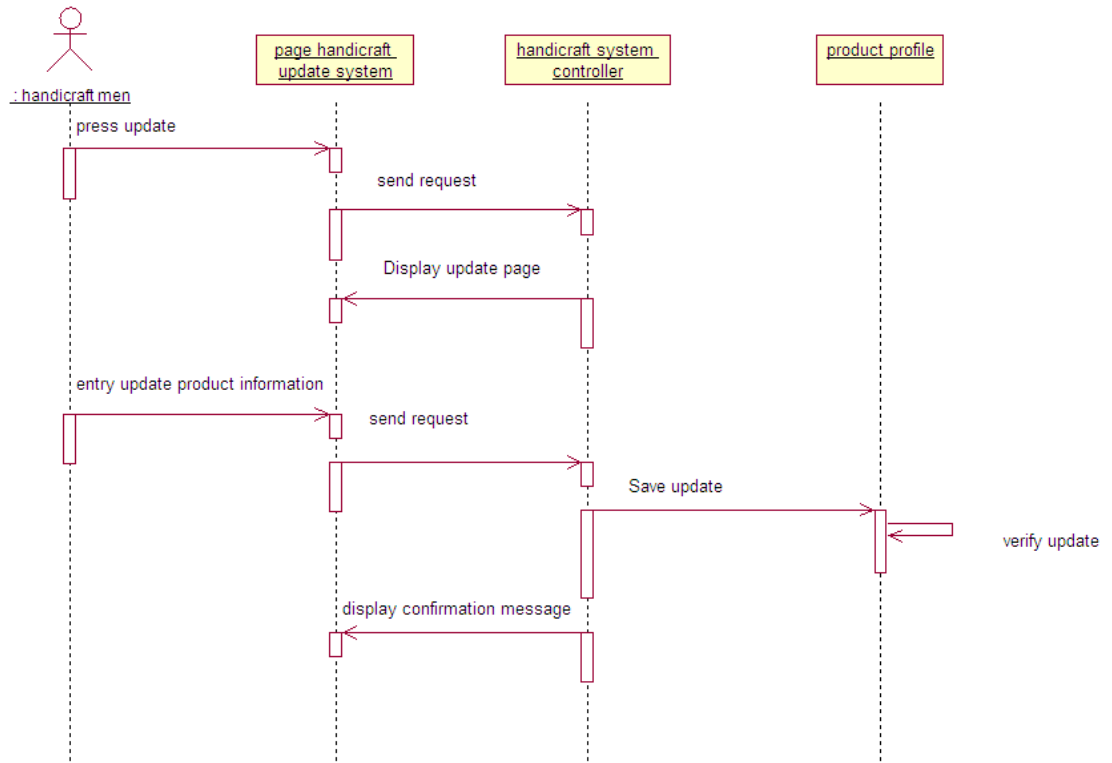 page handicraft
update system
handicraft system
controller
product profile
: handicraft men
press update
send request
Display update page
entry update product information
send request
Save update
verify update
display confirmation message